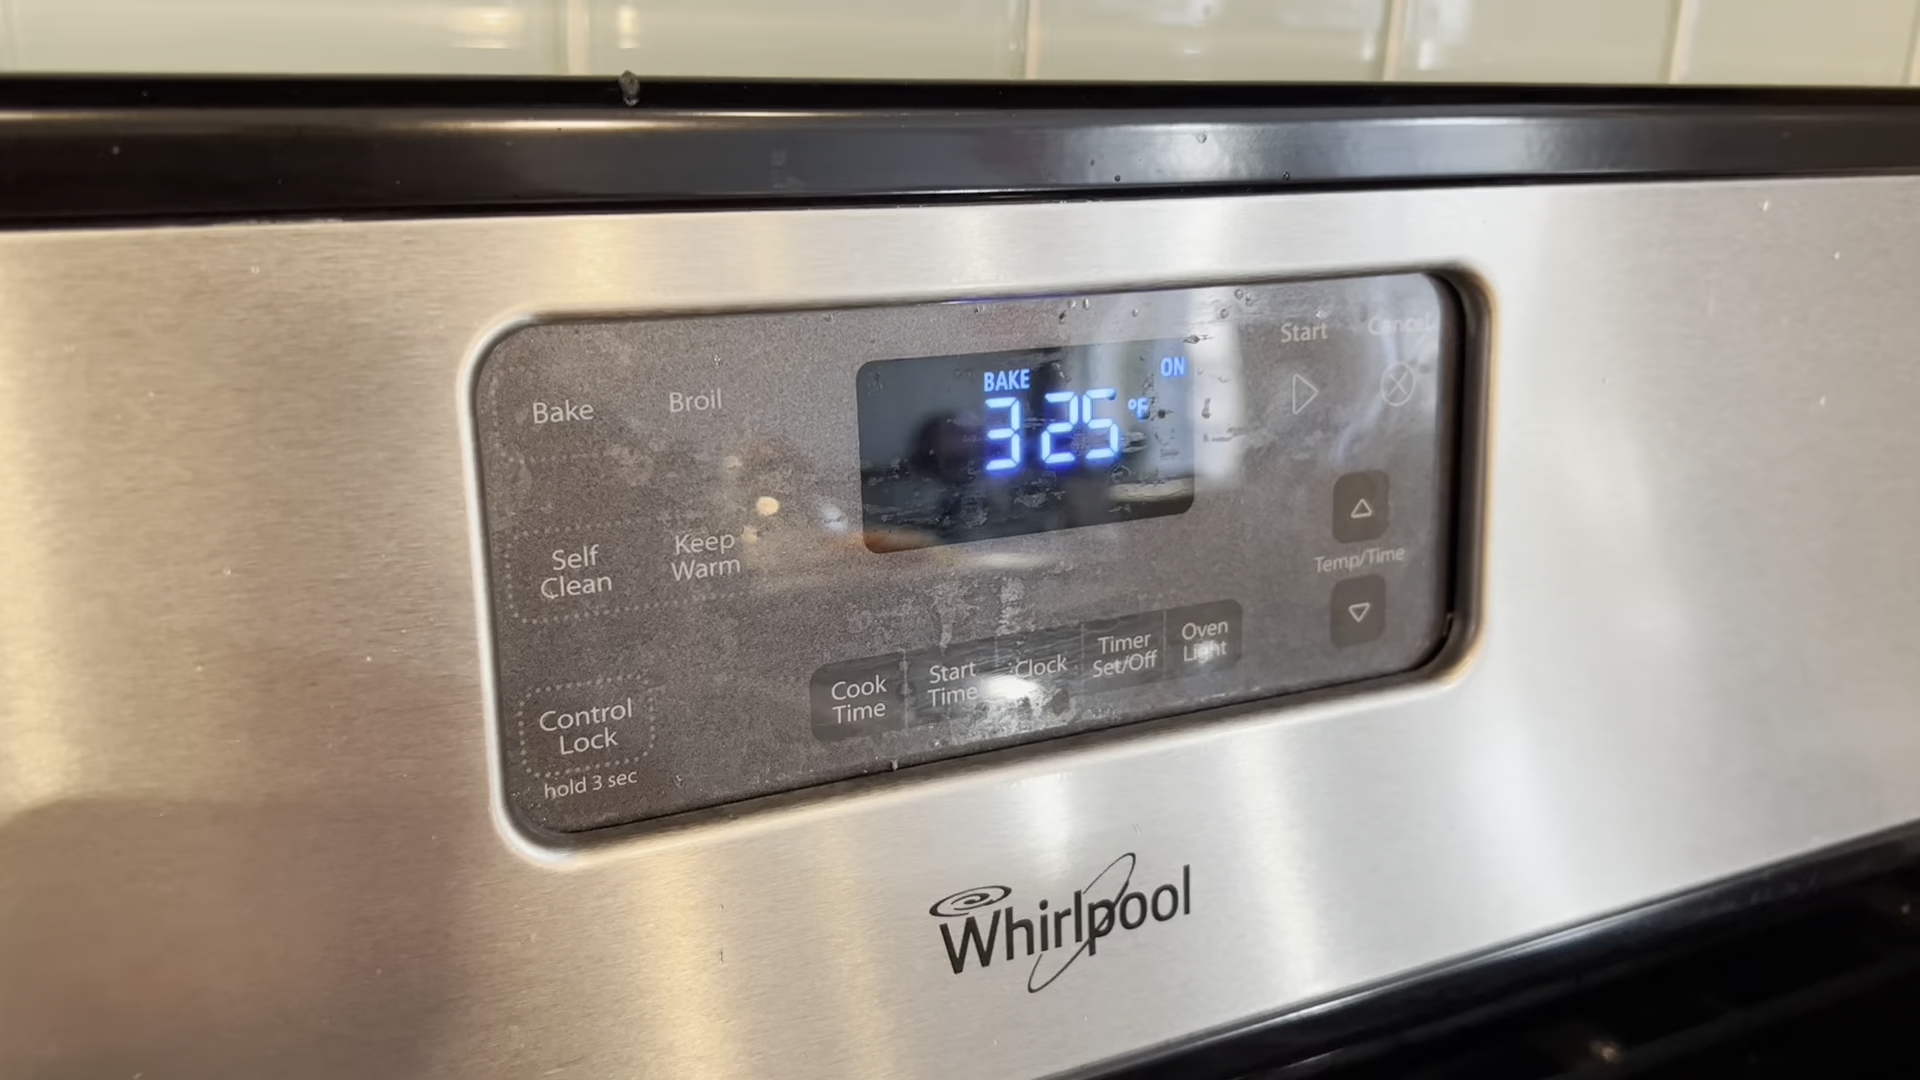 Bake
Broil
BAKE
ON
325 °F
Start
Cancel
Self
Clean
Keep
Warm
Temp/Time
Cook
Time
Start
Time
Clock
Timer
Set/Off
Oven
Light
Control
Lock
hold 3 sec
Whirlpool